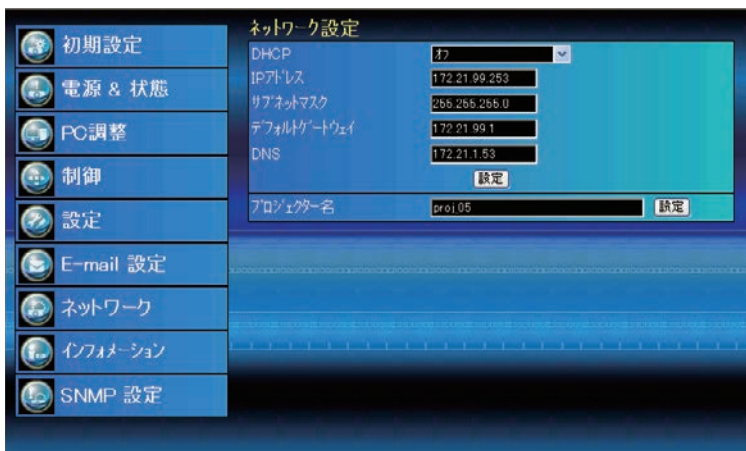 初期設定
電源 & 状態
PC調整
制御
設定
E-mail 設定
ネットワーク
インフォメーション
SNMP 設定
ネットワーク設定
DHCP オフ
IPアドレス 172.21.99.253
サブネットマスク 255.255.255.0
デフォルトゲートウェイ 172.21.99.1
DNS 172.21.1.53
設定
プロジェクター名 proj05 設定